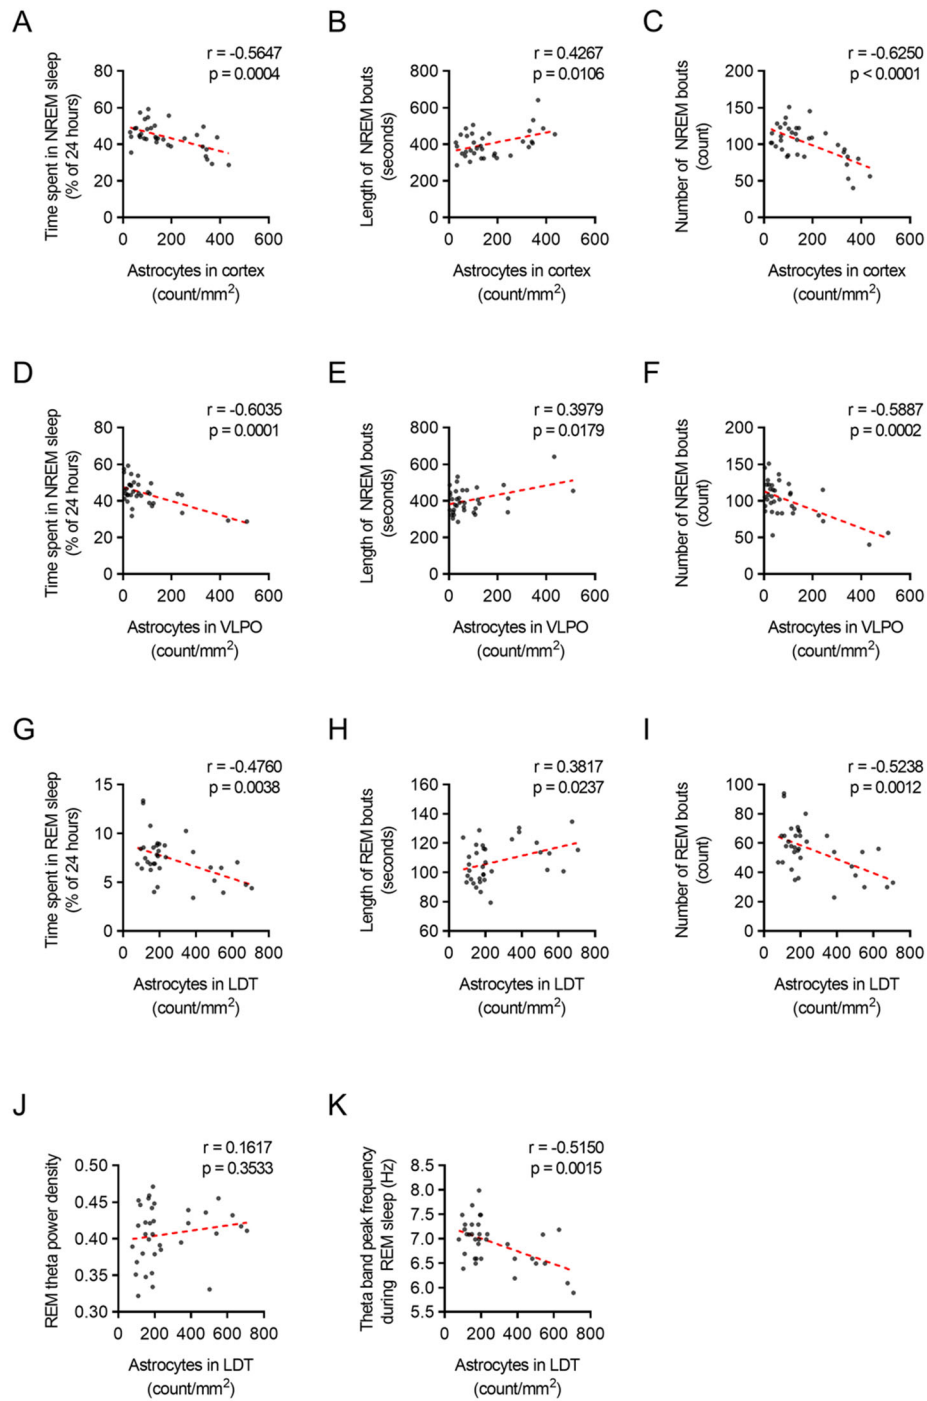 A
r = -0.5647
p = 0.0004
Time spent in NREM sleep
(% of 24 hours)
80
60
40
20
0
0 200 400 600
Astrocytes in cortex
(count/mm²)
B
r = 0.4267
p = 0.0106
Length of NREM bouts
(seconds)
800
600
400
200
0
0 200 400 600
Astrocytes in cortex
(count/mm²)
C
r = -0.6250
p < 0.0001
Number of NREM bouts
(count)
200
150
100
50
0
0 200 400 600
Astrocytes in cortex
(count/mm²)
D
r = -0.6035
p = 0.0001
Time spent in NREM sleep
(% of 24 hours)
80
60
40
20
0
0 200 400 600
Astrocytes in VLPO
(count/mm²)
E
r = 0.3979
p = 0.0179
Length of NREM bouts
(seconds)
800
600
400
200
0
0 200 400 600
Astrocytes in VLPO
(count/mm²)
F
r = -0.5887
p = 0.0002
Number of NREM bouts
(count)
200
150
100
50
0
0 200 400 600
Astrocytes in VLPO
(count/mm²)
G
r = -0.4760
p = 0.0038
Time spent in REM sleep
(% of 24 hours)
15
10
5
0
0 200 400 600 800
Astrocytes in LDT
(count/mm²)
H
r = 0.3817
p = 0.0237
Length of REM bouts
(seconds)
160
140
120
100
80
60
0 200 400 600 800
Astrocytes in LDT
(count/mm²)
I
r = -0.5238
p = 0.0012
Number of REM bouts
(count)
100
80
60
40
20
0
0 200 400 600 800
Astrocytes in LDT
(count/mm²)
J
r = 0.1617
p = 0.3533
REM theta power density
0.50
0.45
0.40
0.35
0.30
0 200 400 600 800
Astrocytes in LDT
(count/mm²)
K
r = -0.5150
p = 0.0015
Theta band peak frequency
during REM sleep (Hz)
8.5
8.0
7.5
7.0
6.5
6.0
5.5
0 200 400 600 800
Astrocytes in LDT
(count/mm²)